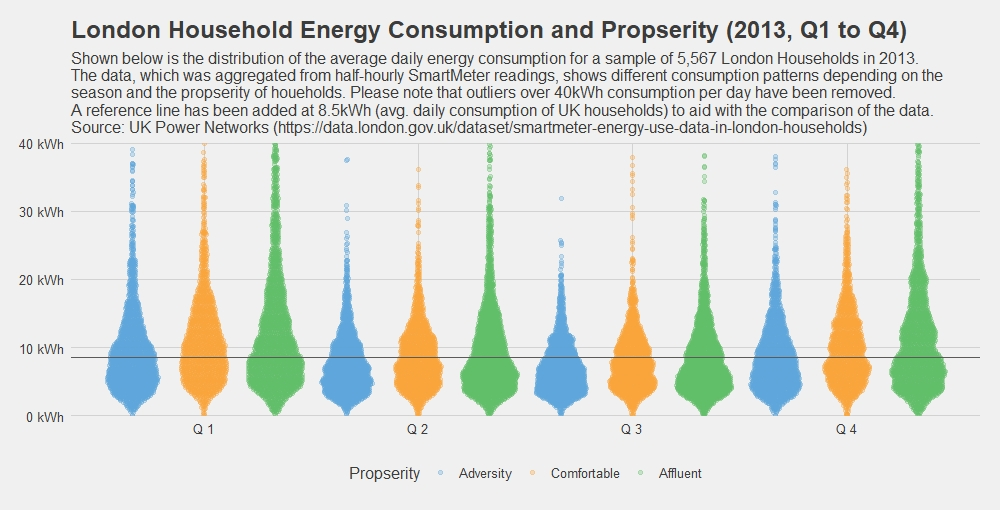 London Household Energy Consumption and Propserity (2013, Q1 to Q4)
Shown below is the distribution of the average daily energy consumption for a sample of 5,567 London Households in 2013.
The data, which was aggregated from half-hourly SmartMeter readings, shows different consumption patterns depending on the
season and the propserity of houeholds. Please note that outliers over 40kWh consumption per day have been removed.
A reference line has been added at 8.5kWh (avg. daily consumption of UK households) to aid with the comparison of the data.
Source: UK Power Networks (https://data.london.gov.uk/dataset/smartmeter-energy-use-data-in-london-households)
40 kWh
30 kWh
20 kWh
10 kWh
0 kWh
Q 1 Q 2 Q 3 Q 4
Propserity Adversity Comfortable Affluent